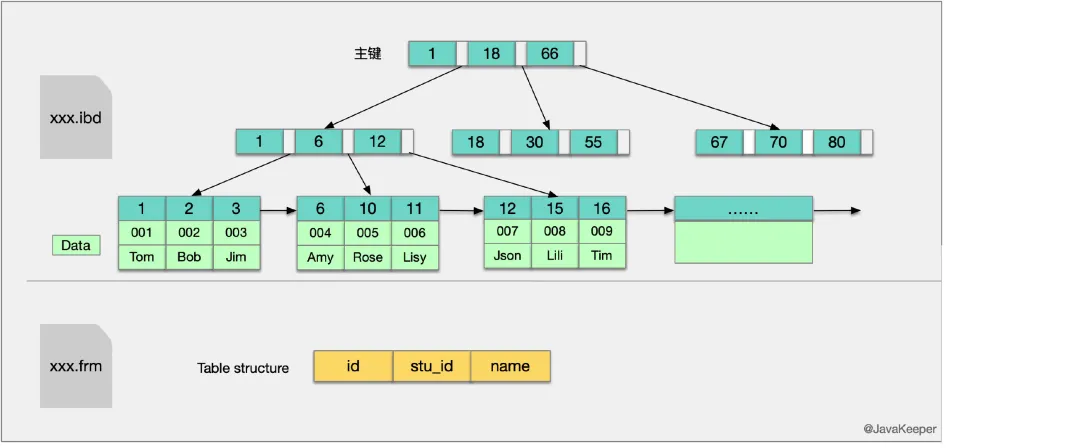 主键
1 18 66
xxx.ibd
1 6 12
18 30 55
67 70 80
1 2 3
6 10 11
12 15 16
......
001 002 003
004 005 006
007 008 009
Data
Tom Bob Jim
Amy Rose Lisy
Json Lili Tim
xxx.frm
Table structure
id stu_id name
@JavaKeeper